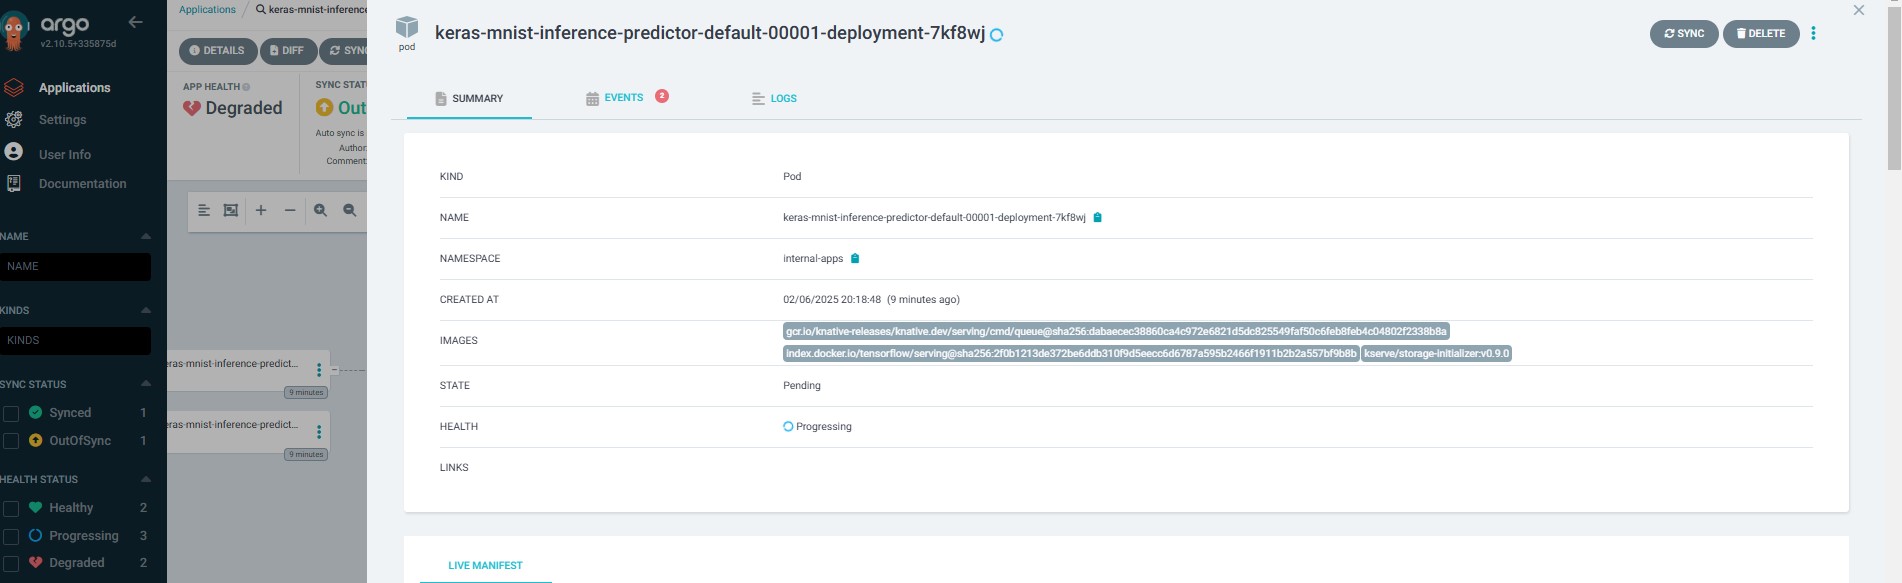 argo
v2.10.5+335875d
Applications
Settings
User Info
Documentation
NAME
NAME
KINDS
KINDS
SYNC STATUS
Synced 1
OutOfSync 1
HEALTH STATUS
Healthy 2
Progressing 3
Degraded 2
Applications
keras-mnist-inference
DETAILS
DIFF
SYNC
APP HEALTH
Degraded
SYNC STATU
Out
Auto sync is
Author:
Comment:
eras-mnist-inference-predict...
9 minutes
eras-mnist-inference-predict...
9 minutes
pod
keras-mnist-inference-predictor-default-00001-deployment-7kf8wj
SYNC
DELETE
SUMMARY
EVENTS 2
LOGS
KIND Pod
NAME keras-mnist-inference-predictor-default-00001-deployment-7kf8wj
NAMESPACE internal-apps
CREATED AT 02/06/2025 20:18:48 (9 minutes ago)
IMAGES
gcr.io/knative-releases/knative.dev/serving/cmd/queue@sha256:dabaecec38860ca4c972e6821d5dc825549faf50c6feb8feb4c04802f2338b8a
index.docker.io/tensorflow/serving@sha256:2f0b1213de372be6ddb310f9d5eecc6d6787a595b2466f1911b2b2a557bf9b8b kserve/storage-initializer:v0.9.0
STATE Pending
HEALTH Progressing
LINKS
LIVE MANIFEST